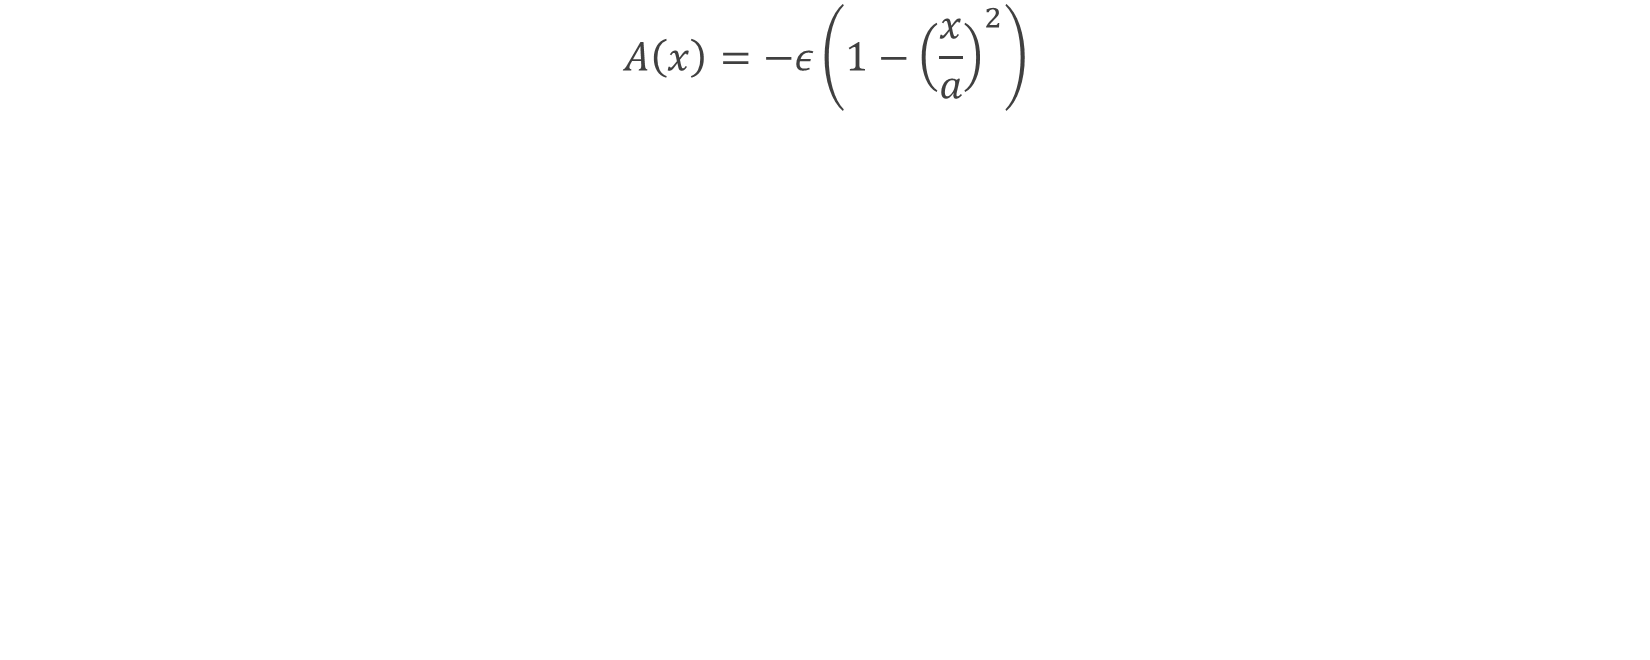 A(x) = −ϵ(1 − (x/a)²)